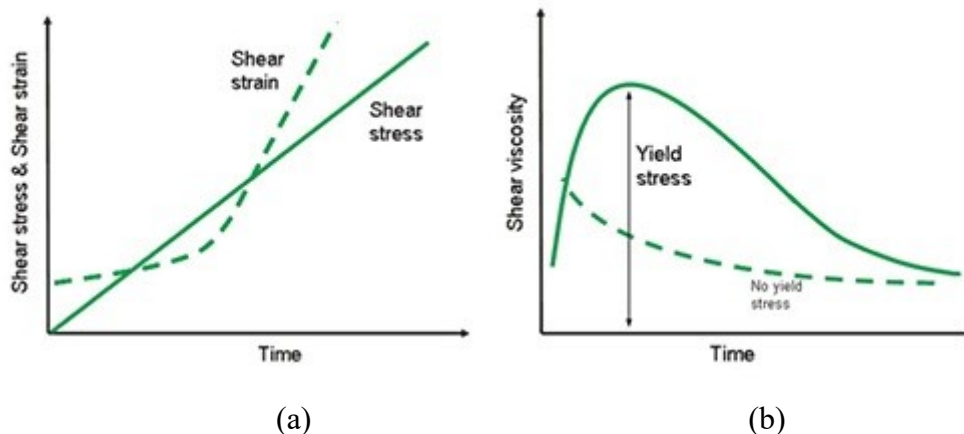 Shear stress & Shear strain
Shear
strain
Shear
stress
Time
Shear viscosity
Yield
stress
No yield
stress
Time
(a)
(b)